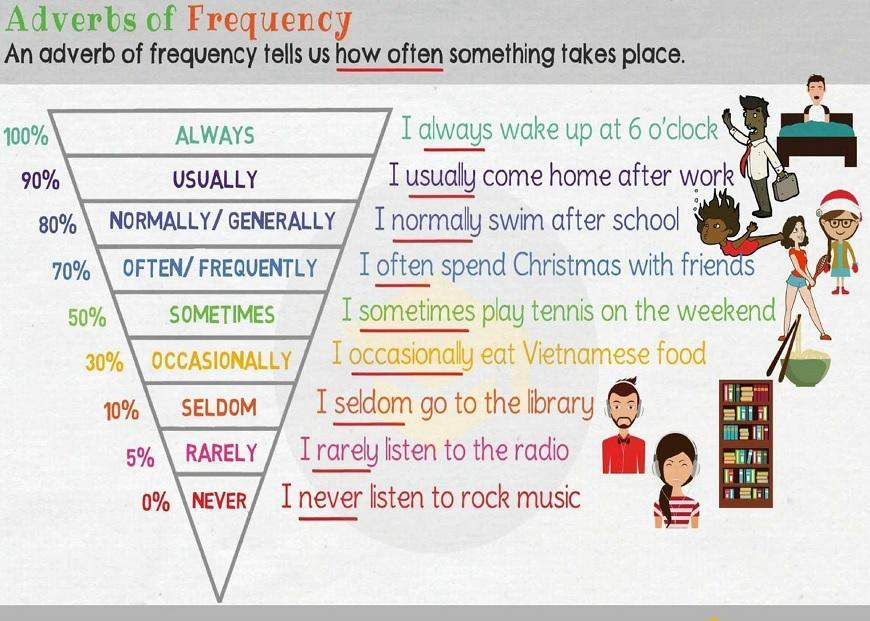 Adverbs of Frequency
An adverb of frequency tells us how often something takes place.
100% ALWAYS I always wake up at 6 o'clock
90% USUALLY I usually come home after work
80% NORMALLY/ GENERALLY I normally swim after school
70% OFTEN/ FREQUENTLY I often spend Christmas with friends
50% SOMETIMES I sometimes play tennis on the weekend
30% OCCASIONALLY I occasionally eat Vietnamese food
10% SELDOM I seldom go to the library
5% RARELY I rarely listen to the radio
0% NEVER I never listen to rock music